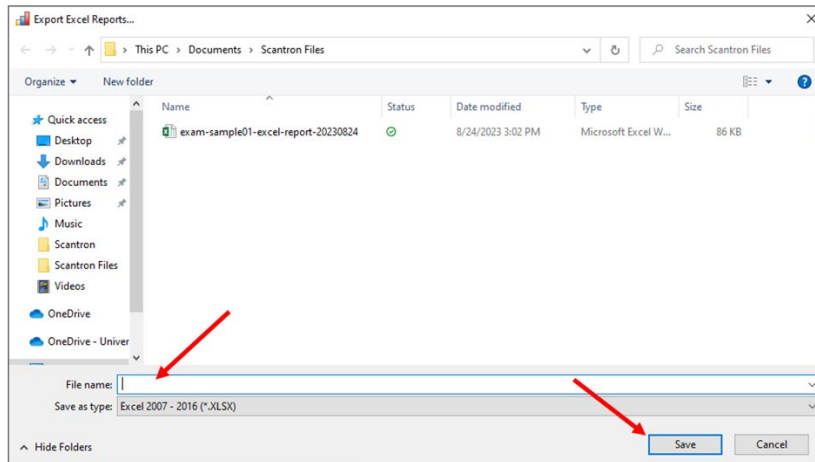 Export Excel Reports...
This PC > Documents > Scantron Files
Search Scantron Files
Organize
New folder
Name
Status
Date modified
Type
Size
exam-sample01-excel-report-20230824
8/24/2023 3:02 PM
Microsoft Excel W...
86 KB
Quick access
Desktop
Downloads
Documents
Pictures
Music
Scantron
Scantron Files
Videos
OneDrive
OneDrive - Univer
File name:
Save as type: Excel 2007 - 2016 (*.XLSX)
Hide Folders
Save
Cancel